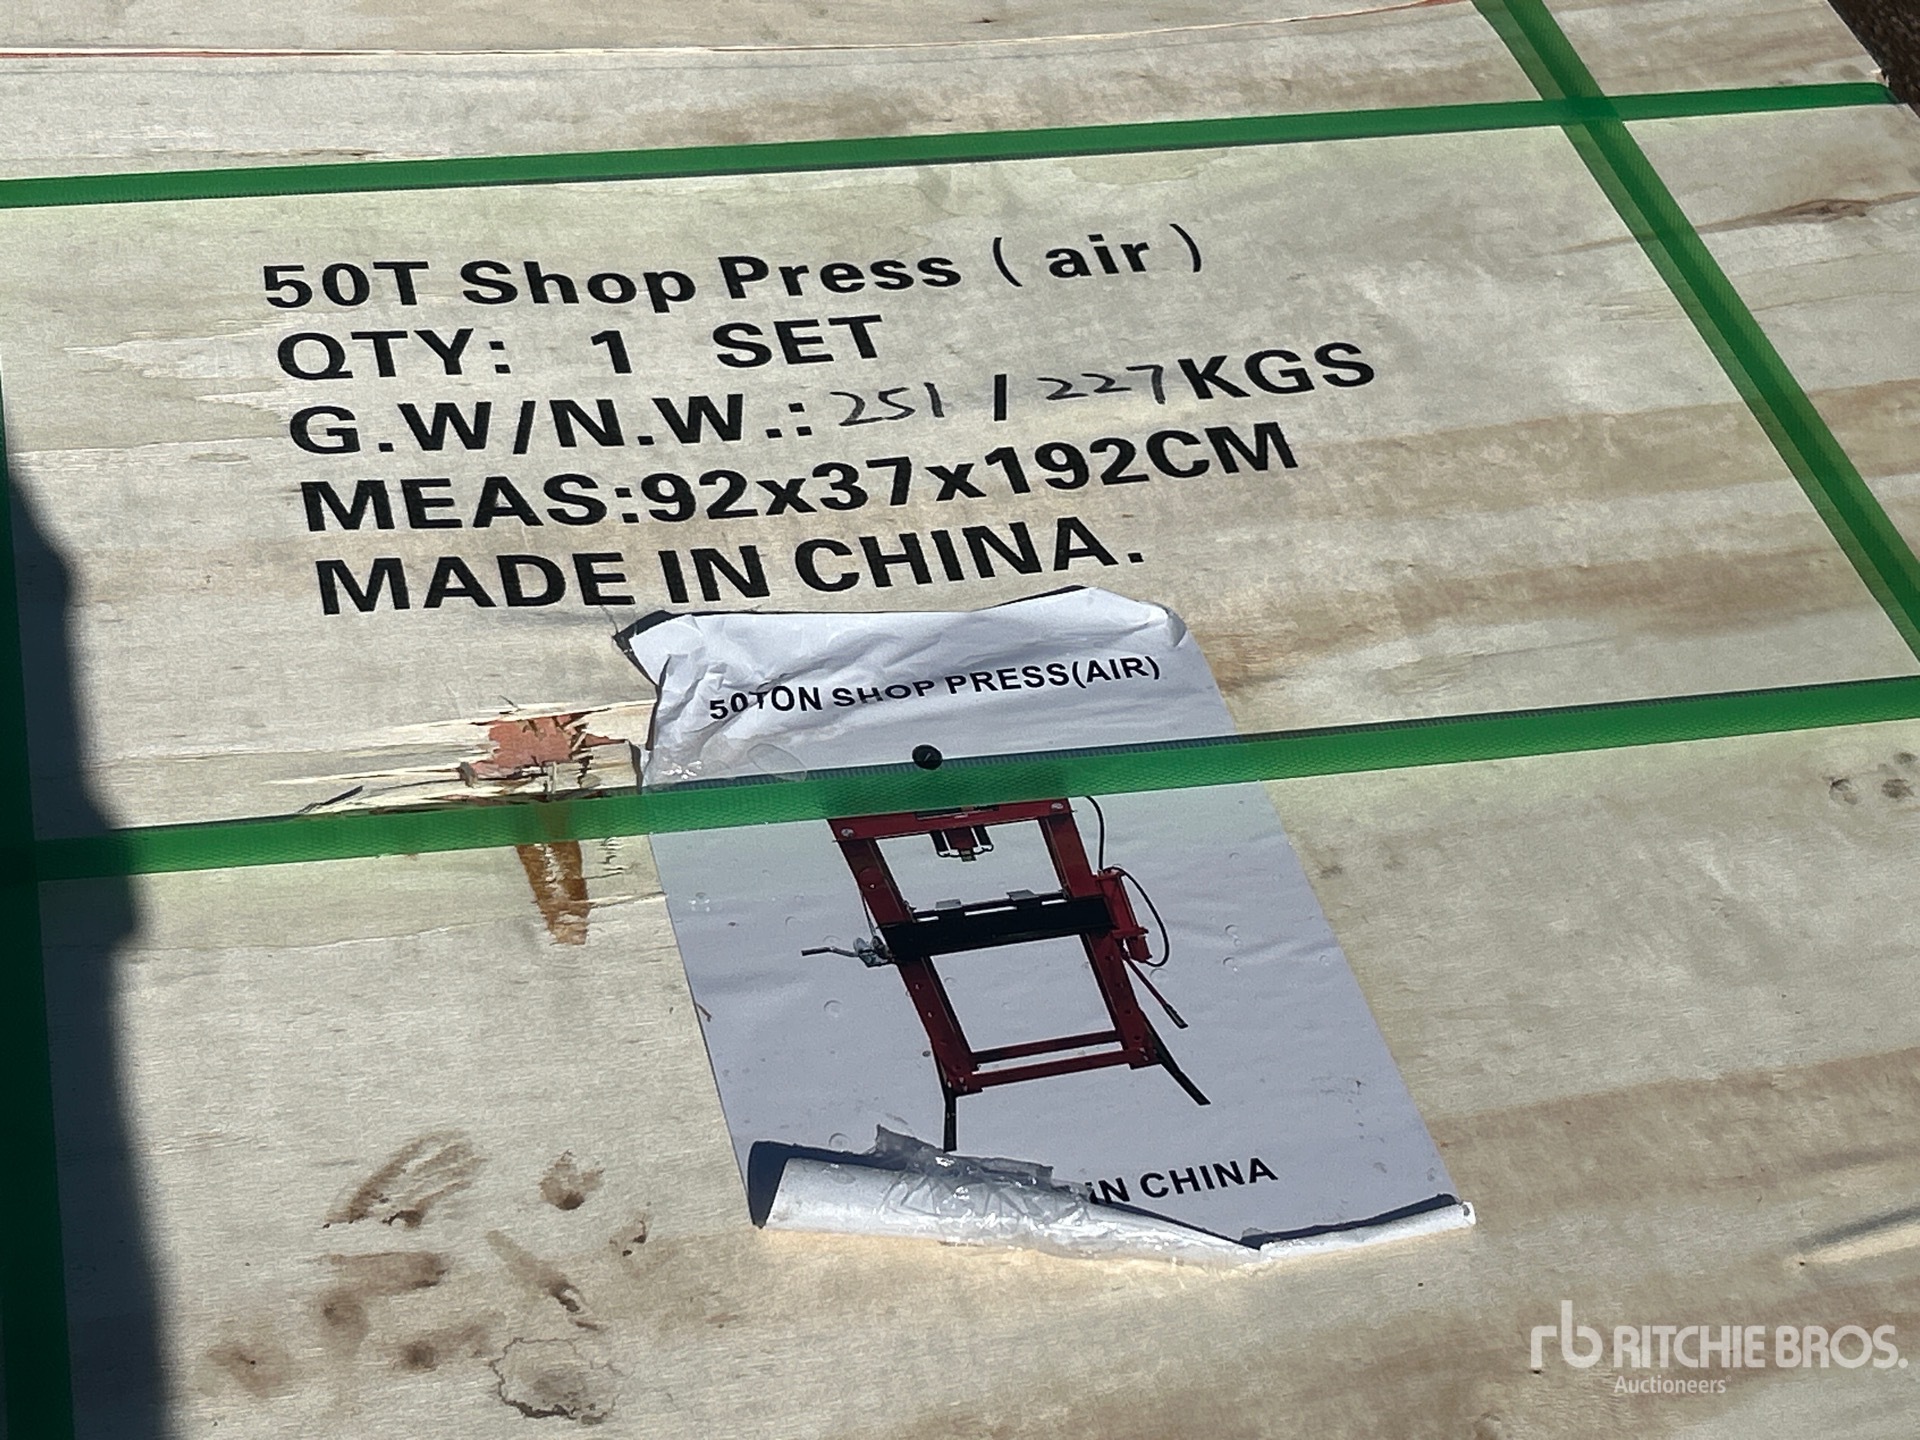 50T Shop Press ( air )
QTY: 1 SET
G.W/N.W.: 251 / 227 KGS
MEAS:92x37x192CM
MADE IN CHINA.
50TON SHOP PRESS(AIR)
IN CHINA
rb RITCHIE BROS.
Auctioneers